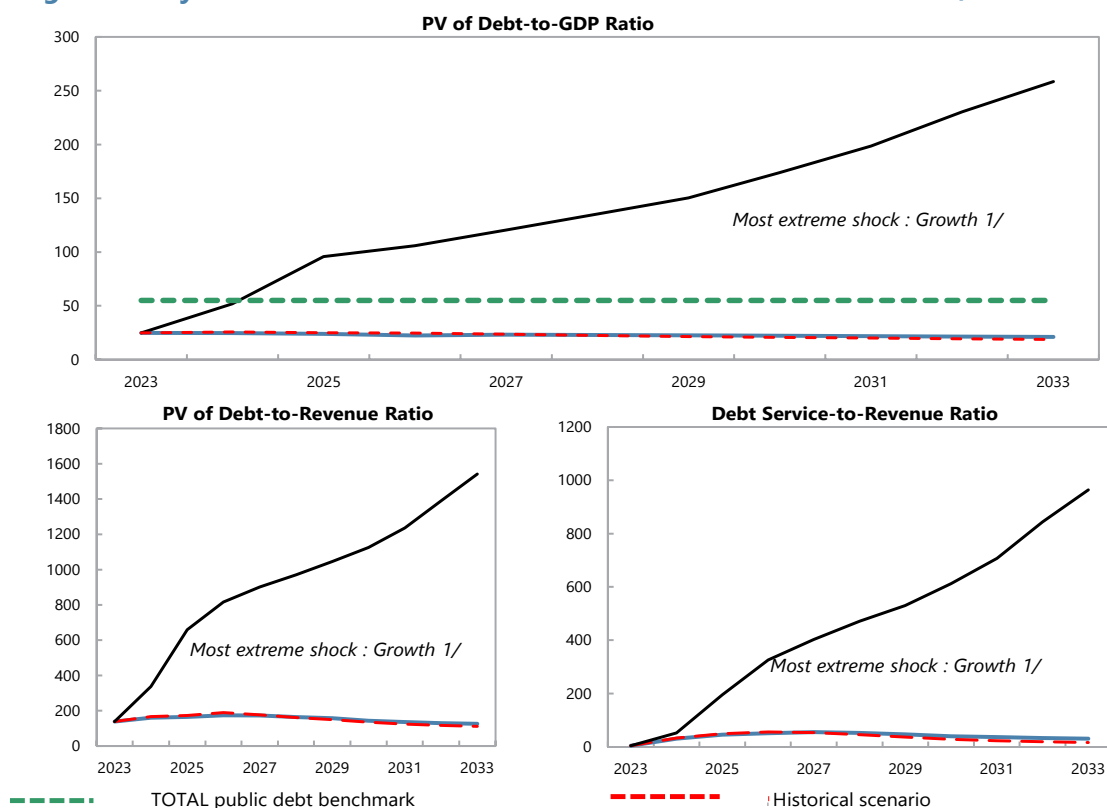 PV of Debt-to-GDP Ratio
300
250
200
150
100
50
0
Most extreme shock : Growth 1/
2023 2025 2027 2029 2031 2033
PV of Debt-to-Revenue Ratio
1800
1600
1400
1200
1000
800
600
400
200
0
Most extreme shock : Growth 1/
2023 2025 2027 2029 2031 2033
Debt Service-to-Revenue Ratio
1200
1000
800
600
400
200
0
Most extreme shock : Growth 1/
2023 2025 2027 2029 2031 2033
TOTAL public debt benchmark
Historical scenario